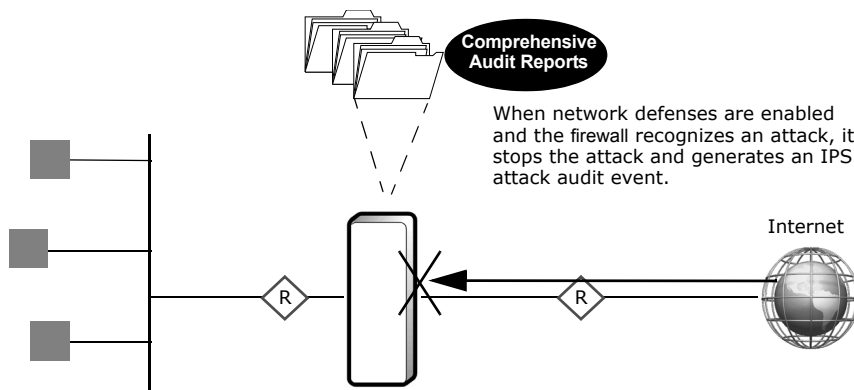 Comprehensive
Audit Reports
When network defenses are enabled
and the firewall recognizes an attack, it
stops the attack and generates an IPS
attack audit event.
Internet
R
R